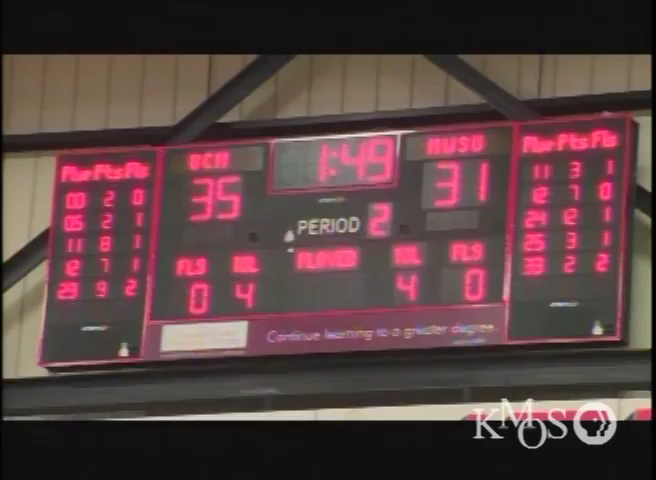 1:49
UCM
35
NWSU
31
PERIOD 2
FLS TOL PLAYER TOL FLS
0 4 4 0
Plyr Pts Fls
00 2 0
05 2 1
11 8 1
12 7 1
23 9 2
Plyr Pts Fls
11 3 1
12 7 0
24 12 1
25 3 1
33 2 2
Continue learning to a greater degree.
KMOS
PBS